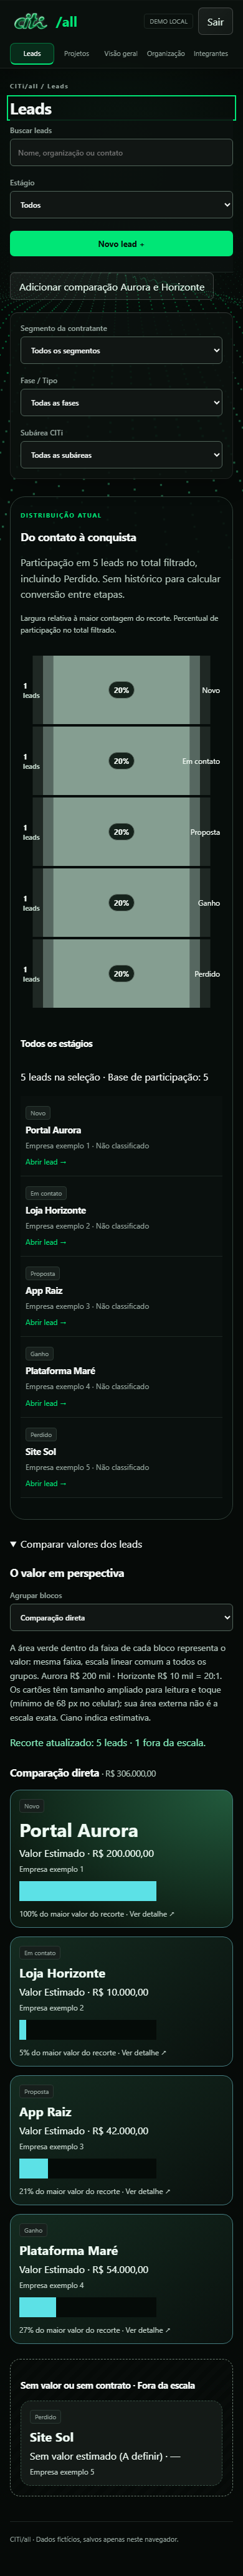 citi /all
DEMO LOCAL
Sair
Leads
Projetos
Visão geral
Organização
Integrantes
CITi/all / Leads
Leads
Buscar leads
Nome, organização ou contato
Estágio
Todos
Novo lead +
Adicionar comparação Aurora e Horizonte
Segmento da contratante
Todos os segmentos
Fase / Tipo
Todas as fases
Subárea CITi
Todas as subáreas
DISTRIBUIÇÃO ATUAL
Do contato à conquista
Participação em 5 leads no total filtrado,
incluindo Perdido. Sem histórico para calcular
conversão entre etapas.
Largura relativa à maior contagem do recorte. Percentual de
participação no total filtrado.
1
leads
20%
Novo
1
leads
20%
Em contato
1
leads
20%
Proposta
1
leads
20%
Ganho
1
leads
20%
Perdido
Todos os estágios
5 leads na seleção · Base de participação: 5
Novo
Portal Aurora
Empresa exemplo 1 · Não classificado
Abrir lead →
Em contato
Loja Horizonte
Empresa exemplo 2 · Não classificado
Abrir lead →
Proposta
App Raiz
Empresa exemplo 3 · Não classificado
Abrir lead →
Ganho
Plataforma Maré
Empresa exemplo 4 · Não classificado
Abrir lead →
Perdido
Site Sol
Empresa exemplo 5 · Não classificado
Abrir lead →
▼ Comparar valores dos leads
O valor em perspectiva
Agrupar blocos
Comparação direta
A área verde dentro da faixa de cada bloco representa o
valor: mesma faixa, escala linear comum a todos os
grupos. Aurora R$ 200 mil · Horizonte R$ 10 mil = 20:1.
Os cartões têm tamanho ampliado para leitura e toque
(mínimo de 68 px no celular); sua área externa não é a
escala exata. Ciano indica estimativa.
Recorte atualizado: 5 leads · 1 fora da escala.
Comparação direta · R$ 306.000,00
Novo
Portal Aurora
Valor Estimado · R$ 200.000,00
Empresa exemplo 1
100% do maior valor do recorte · Ver detalhe ↗
Em contato
Loja Horizonte
Valor Estimado · R$ 10.000,00
Empresa exemplo 2
5% do maior valor do recorte · Ver detalhe ↗
Proposta
App Raiz
Valor Estimado · R$ 42.000,00
Empresa exemplo 3
21% do maior valor do recorte · Ver detalhe ↗
Ganho
Plataforma Maré
Valor Estimado · R$ 54.000,00
Empresa exemplo 4
27% do maior valor do recorte · Ver detalhe ↗
Sem valor ou sem contrato · Fora da escala
Perdido
Site Sol
Sem valor estimado (A definir) · —
Empresa exemplo 5
CITi/all · Dados fictícios, salvos apenas neste navegador.